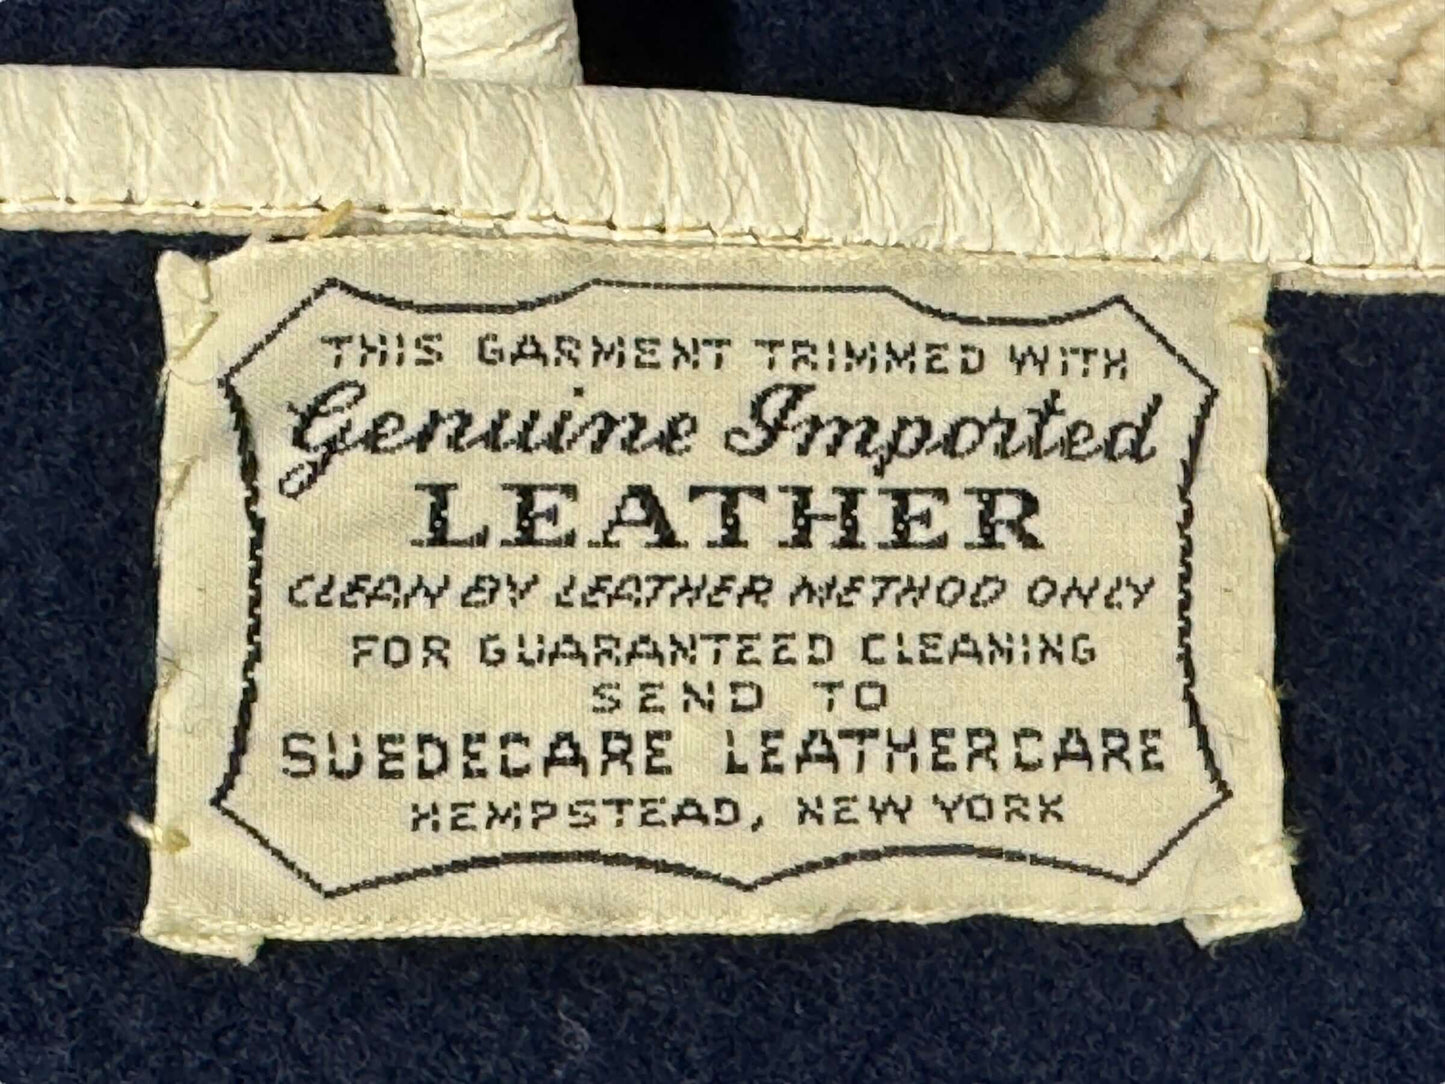 THIS GARMENT TRIMMED WITH
Genuine Imported
LEATHER
CLEAN BY LEATHER METHOD ONLY
FOR GUARANTEED CLEANING
SEND TO
SUEDECARE LEATHERCARE
HEMPSTEAD, NEW YORK